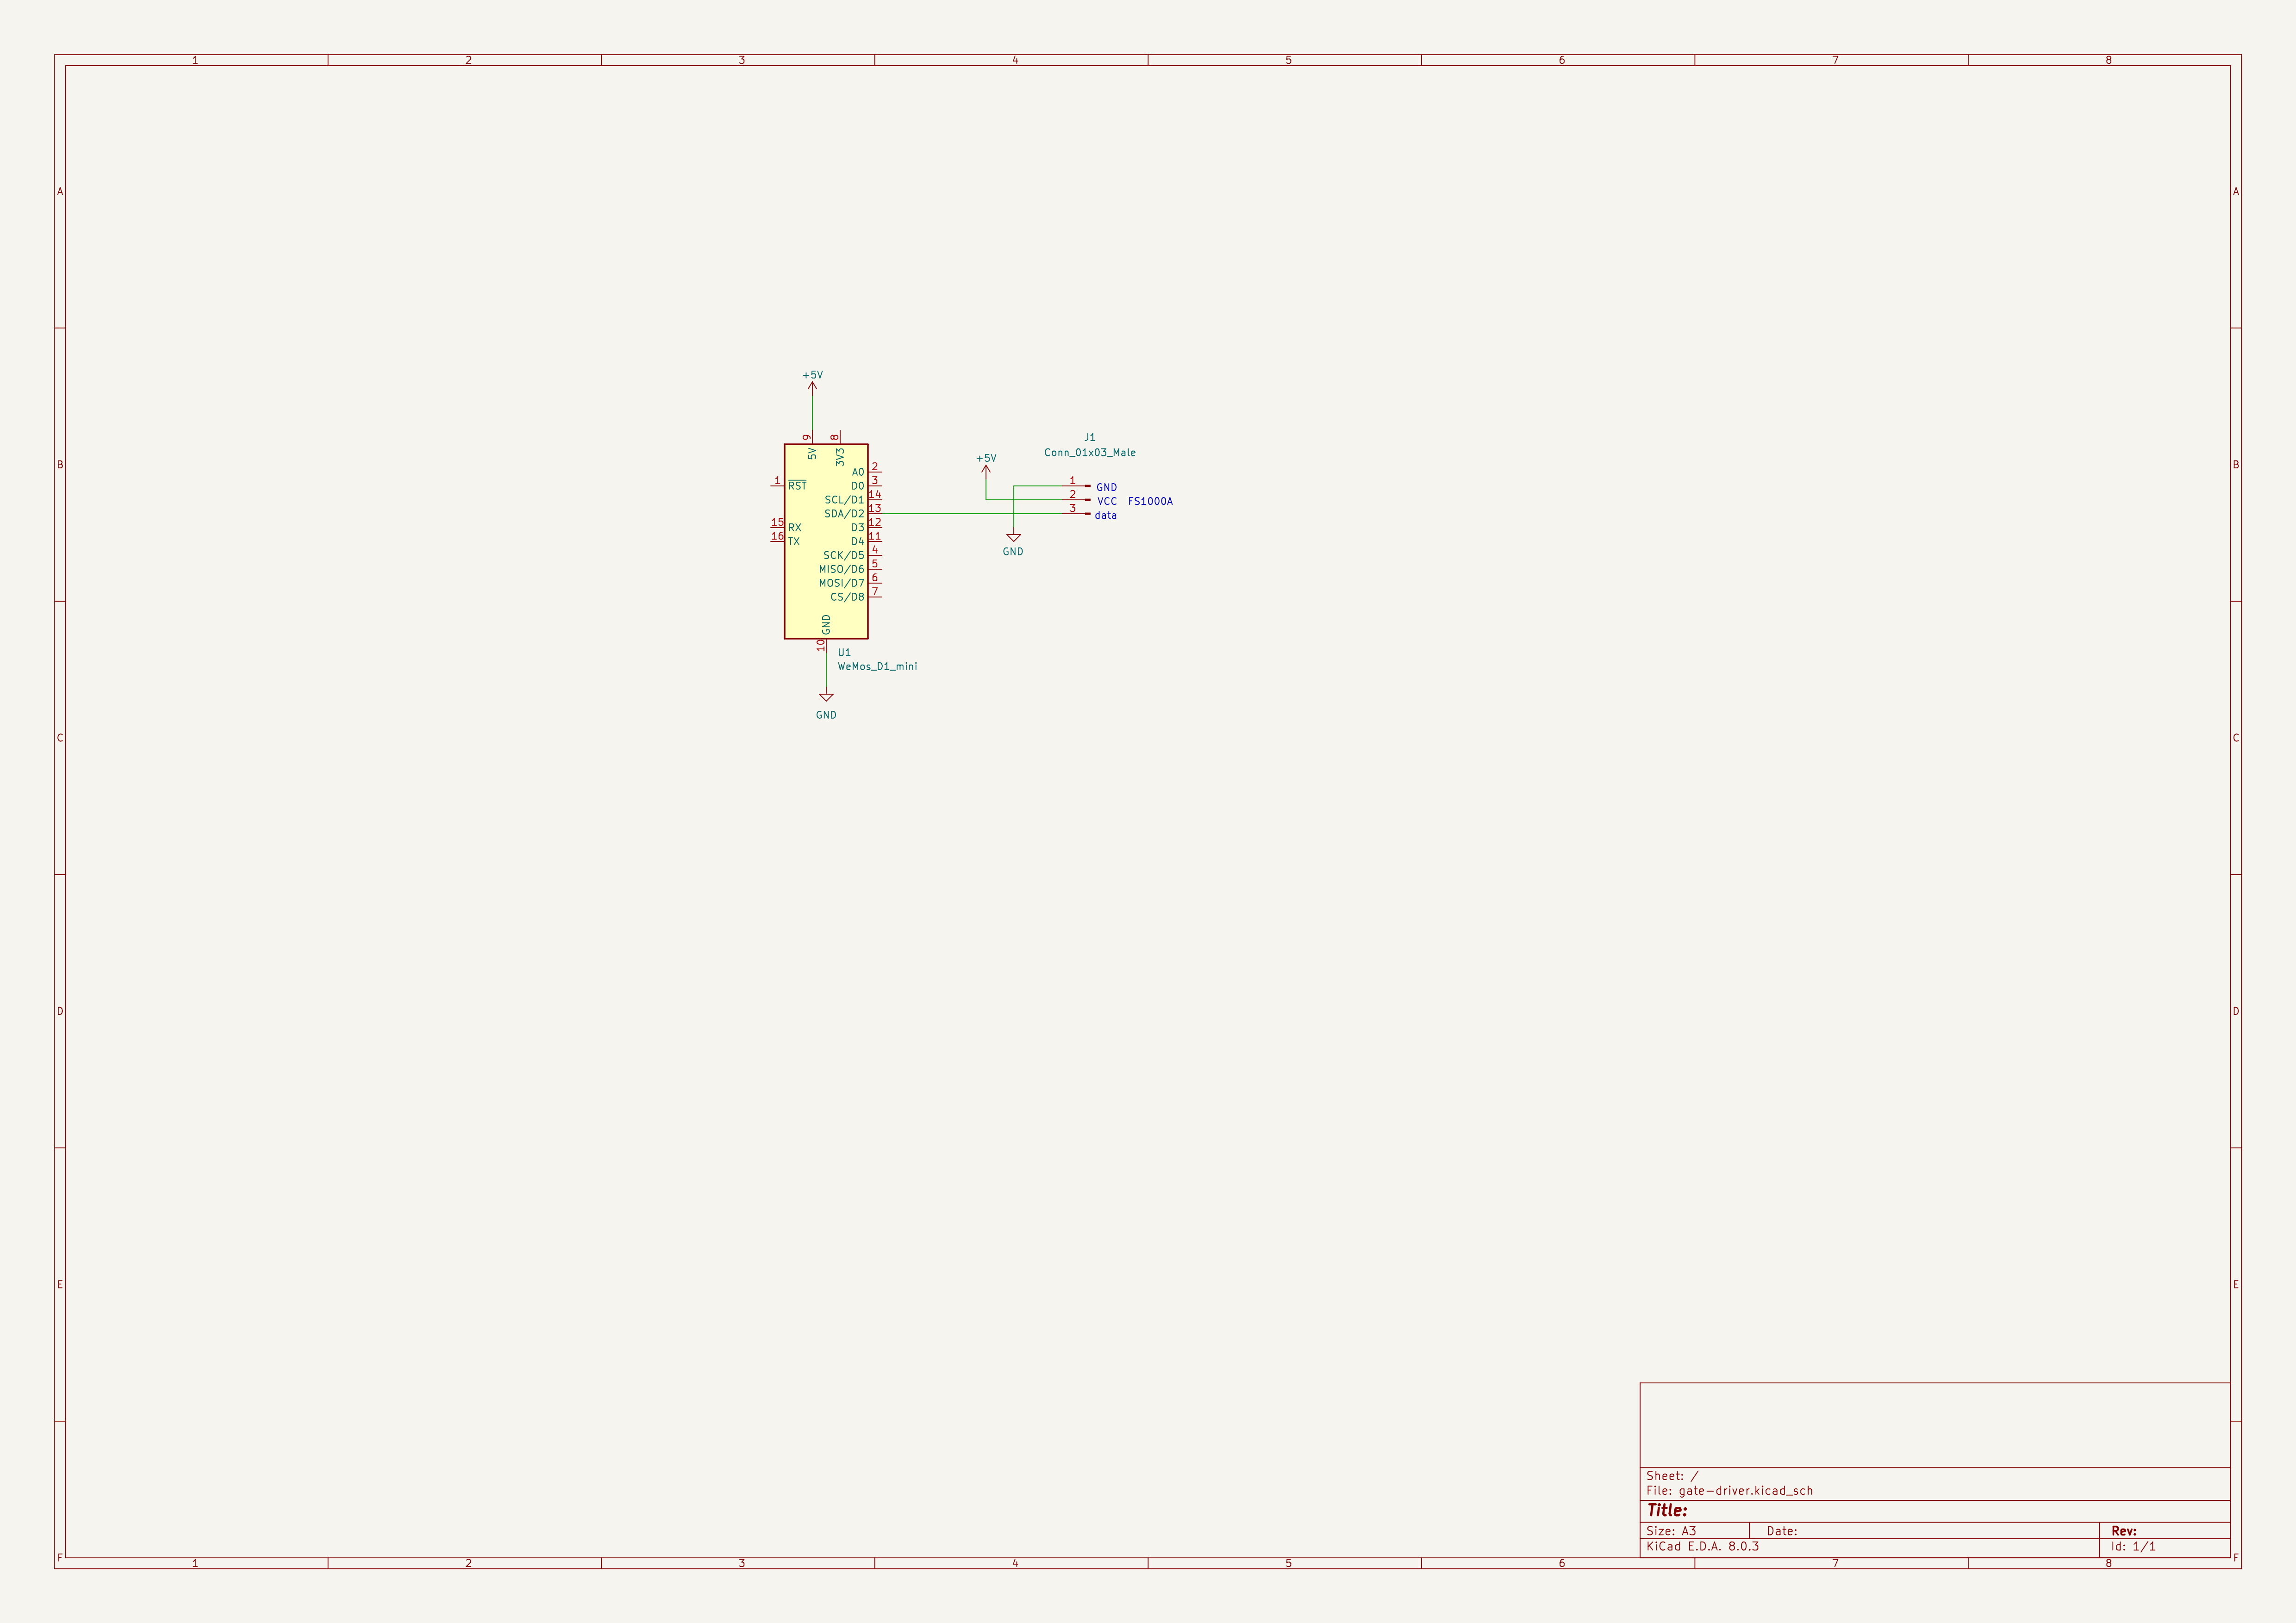 1 2 3 4 5 6 7 8
A A
+5V
J1
Conn_01x03_Male
9 8
5V 3V3
+5V
B B
A0 2
1 RST D0 3
1 GND
SCL/D1 14
2 VCC FS1000A
SDA/D2 13
3 data
15 RX D3 12
16 TX D4 11
GND
SCK/D5 4
MISO/D6 5
MOSI/D7 6
CS/D8 7
GND
10
U1
WeMos_D1_mini
GND
C C
D D
E E
Sheet: /
File: gate-driver.kicad_sch
Title:
Size: A3 Date: Rev:
KiCad E.D.A. 8.0.3 Id: 1/1
F F
1 2 3 4 5 6 7 8